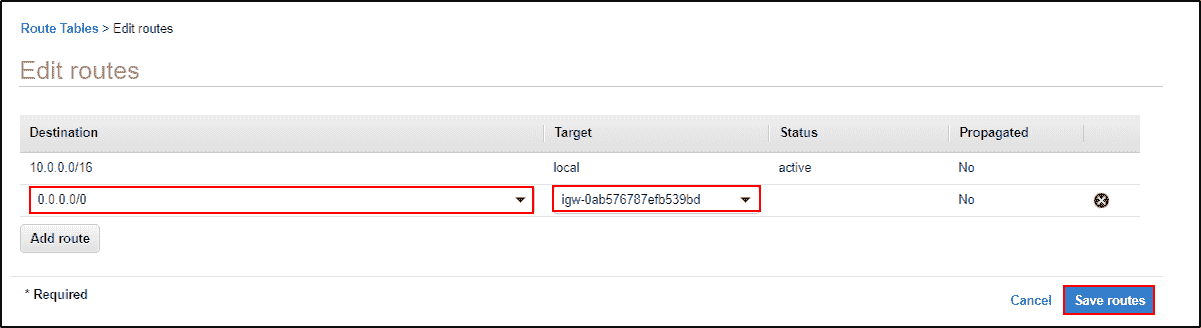 Route Tables > Edit routes
Edit routes
Destination Target Status Propagated
10.0.0.0/16 local active No
0.0.0.0/0 igw-0ab576787efb539bd No
Add route
* Required
Cancel Save routes